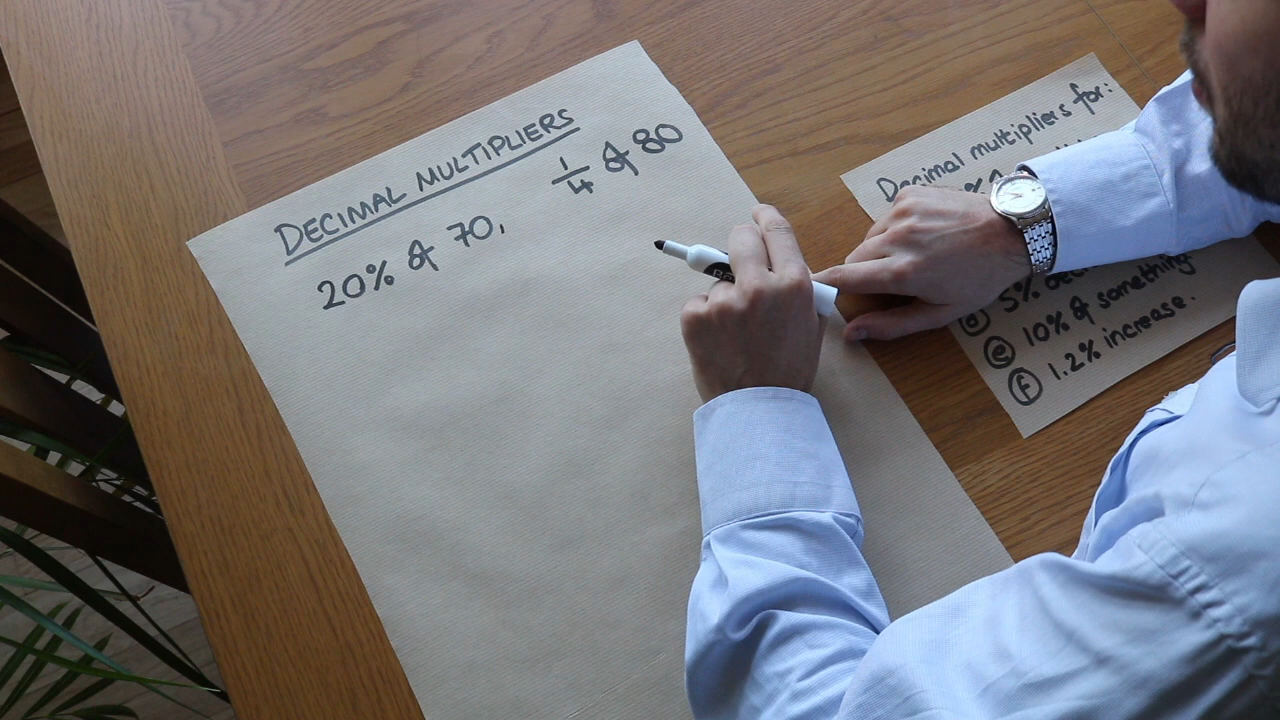 DECIMAL MULTIPLIERS
20% of 70,
1/4 of 80
Decimal multipliers for:
d 5%
e 10% of something
f 1.2% increase.